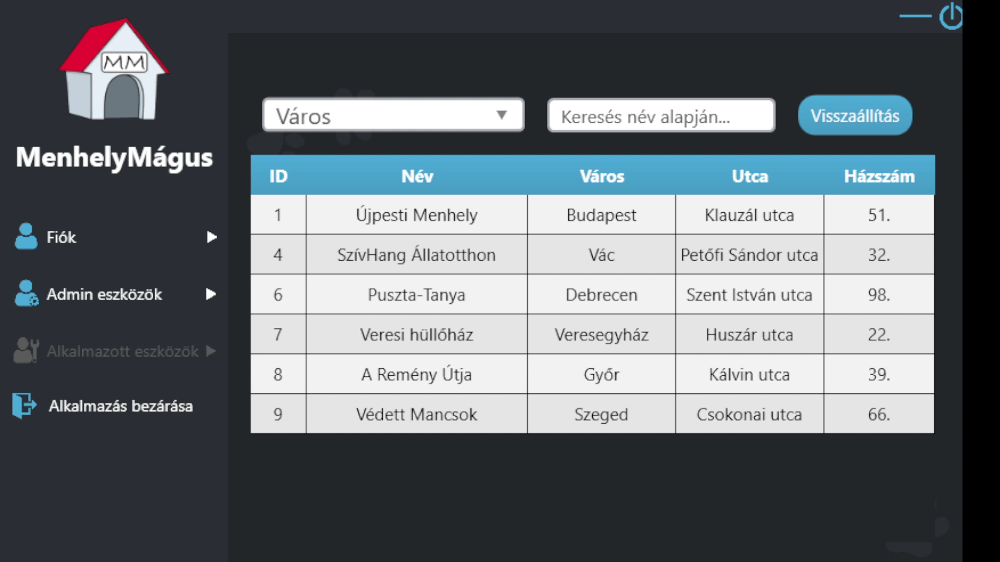 MM
MenhelyMágus
Fiók
Admin eszközök
Alkalmazott eszközök
Alkalmazás bezárása
Város
Keresés név alapján...
Visszaállítás
ID Név Város Utca Házszám
1 Újpesti Menhely Budapest Klauzál utca 51.
4 SzívHang Állatotthon Vác Petőfi Sándor utca 32.
6 Puszta-Tanya Debrecen Szent István utca 98.
7 Veresi hüllőház Veresegyház Huszár utca 22.
8 A Remény Útja Győr Kálvin utca 39.
9 Védett Mancsok Szeged Csokonai utca 66.